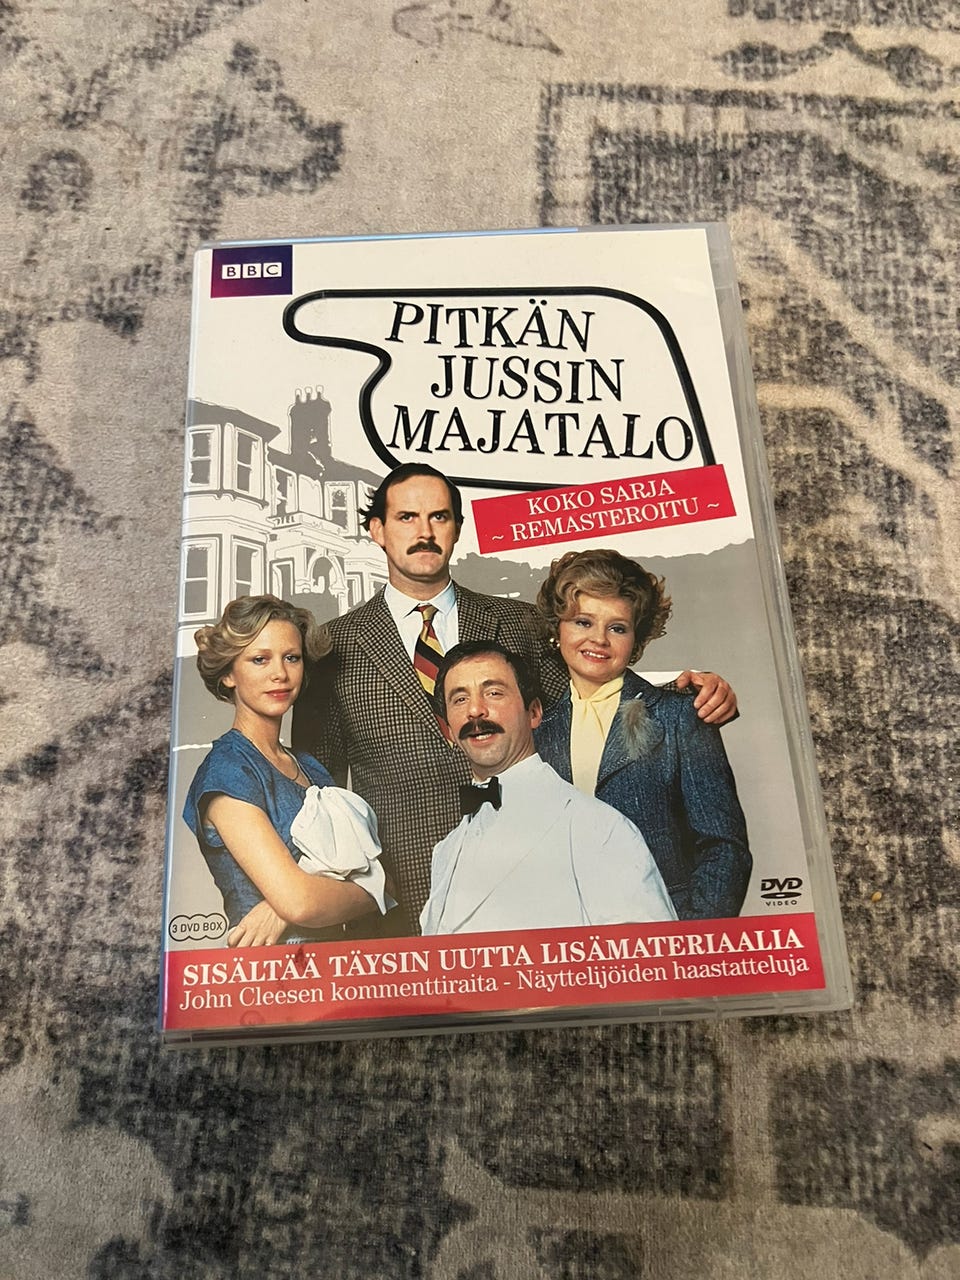 BBC
PITKÄN
JUSSIN
MAJATALO
KOKO SARJA
~ REMASTEROITU ~
DVD
VIDEO
3 DVD BOX
SISÄLTÄÄ TÄYSIN UUTTA LISÄMATERIAALIA
John Cleesen kommenttiraita - Näyttelijöiden haastatteluja